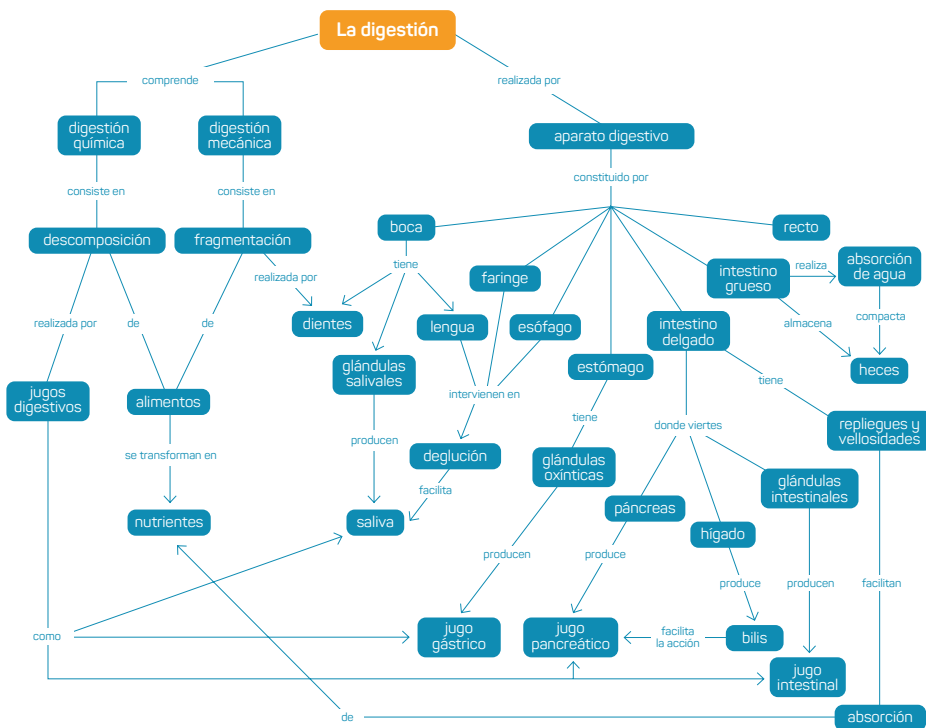 La digestión
comprende
realizada por
digestión
química
digestión
mecánica
aparato digestivo
consiste en
consiste en
constituido por
descomposición
fragmentación
boca
recto
tiene
realizada por
faringe
intestino
grueso
realiza
absorción
de agua
dientes
lengua
esófago
intestino
delgado
almacena
compacta
realizada por
de
de
glándulas
salivales
estómago
heces
jugos
digestivos
alimentos
intervienen en
tiene
tiene
donde viertes
repliegues y
vellosidades
se transforman en
producen
deglución
glándulas
oxínticas
glándulas
intestinales
facilita
páncreas
nutrientes
saliva
hígado
producen
produce
produce
producen
facilitan
como
jugo
gástrico
jugo
pancreático
facilita
la acción
bilis
jugo
intestinal
de
absorción